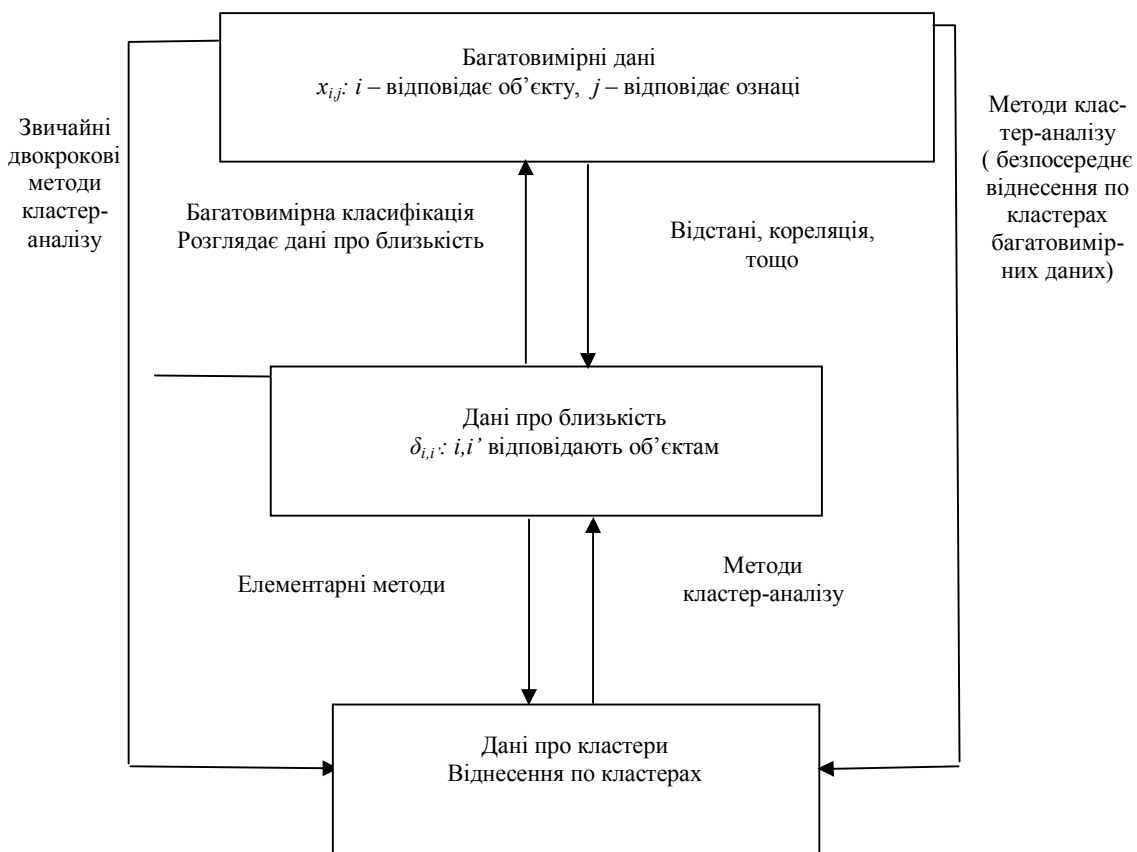 Багатовимірні дані
x_{i,j}: i – відповідає об’єкту, j – відповідає ознаці
Звичайні
двокрокові
методи
кластер-
аналізу
Методи клас-
тер-аналізу
( безпосереднє
віднесення по
кластерах
багатовимір-
них даних)
Багатовимірна класифікація
Розглядає дані про близькість
Відстані, кореляція,
тощо
Дані про близькість
δ_{i,i’}: i,i’ відповідають об’єктам
Елементарні методи
Методи
кластер-аналізу
Дані про кластери
Віднесення по кластерах